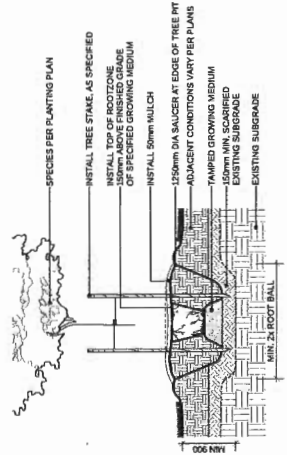 SPECIES PER PLANTING PLAN
INSTALL TREE STAKE, AS SPECIFIED
INSTALL TOP OF ROOTZONE
150mm ABOVE FINISHED GRADE
OF SPECIFIED GROWING MEDIUM
INSTALL 50mm MULCH
1250mm DIA SAUCER AT EDGE OF TREE PIT
ADJACENT CONDITIONS VARY PER PLANS
TAMPED GROWING MEDIUM
150mm MIN. SCARIFIED
EXISTING SUBGRADE
EXISTING SUBGRADE
MIN. 2x ROOT BALL
MIN 900